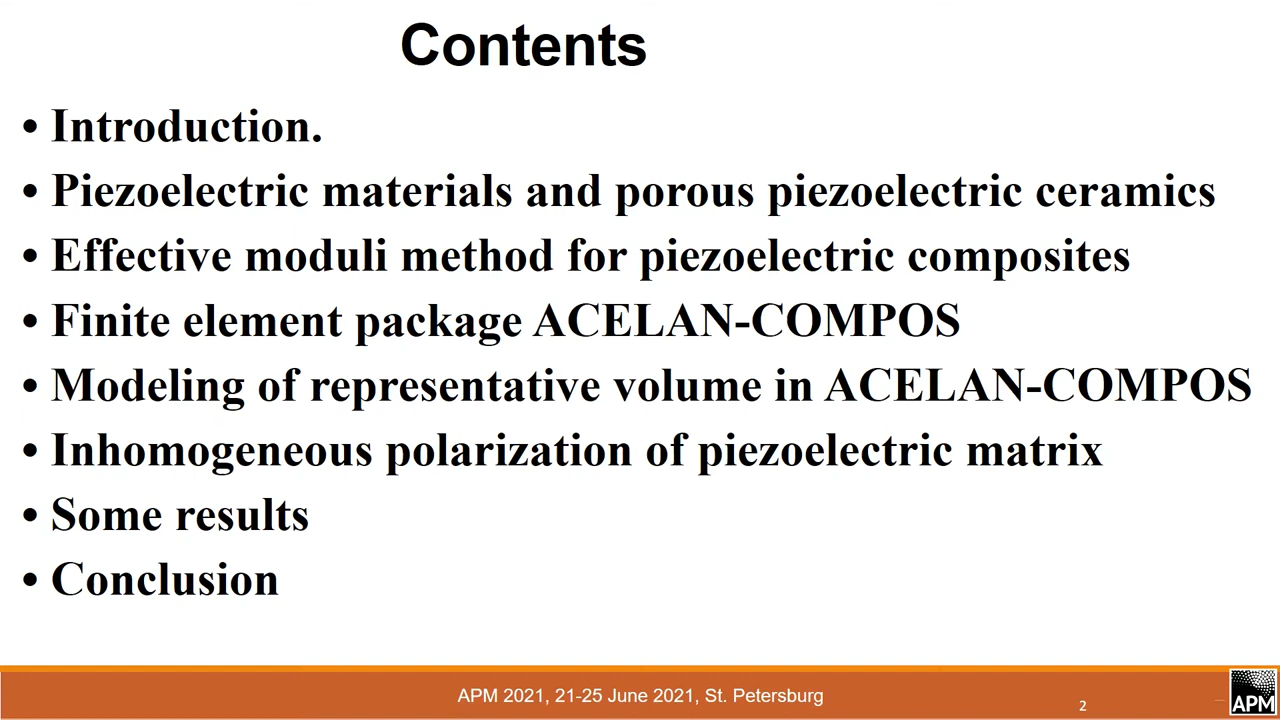 Contents
• Introduction.
• Piezoelectric materials and porous piezoelectric ceramics
• Effective moduli method for piezoelectric composites
• Finite element package ACELAN-COMPOS
• Modeling of representative volume in ACELAN-COMPOS
• Inhomogeneous polarization of piezoelectric matrix
• Some results
• Conclusion
APM 2021, 21-25 June 2021, St. Petersburg
2
APM